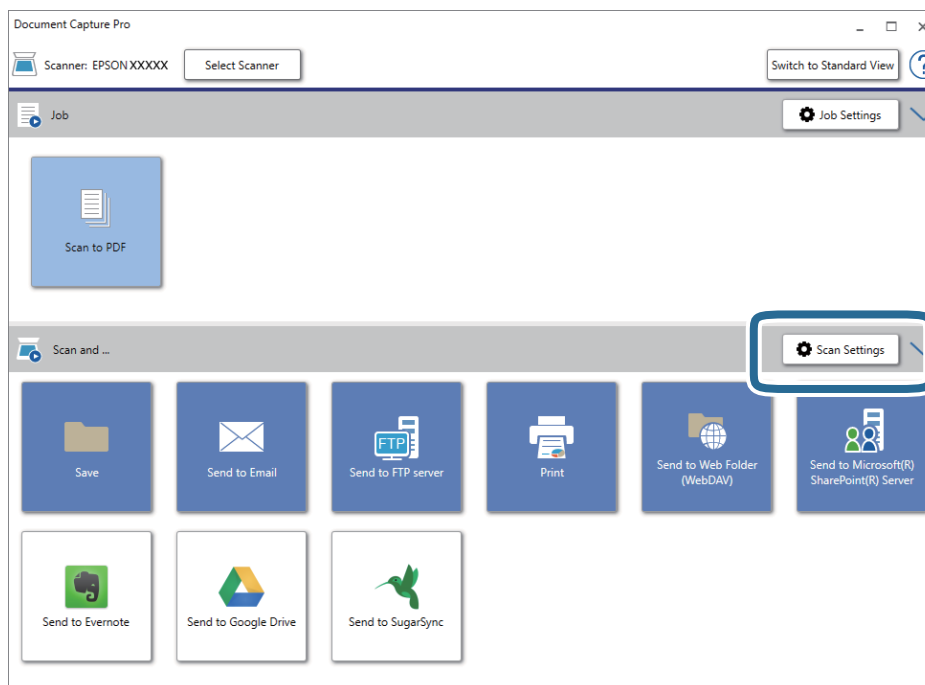 Document Capture Pro
Scanner: EPSON XXXXX
Select Scanner
Switch to Standard View
?
Job
Job Settings
Scan to PDF
Scan and ...
Scan Settings
Save
Send to Email
FTP
Send to FTP server
Print
Send to Web Folder
(WebDAV)
Send to Microsoft(R)
SharePoint(R) Server
Send to Evernote
Send to Google Drive
Send to SugarSync